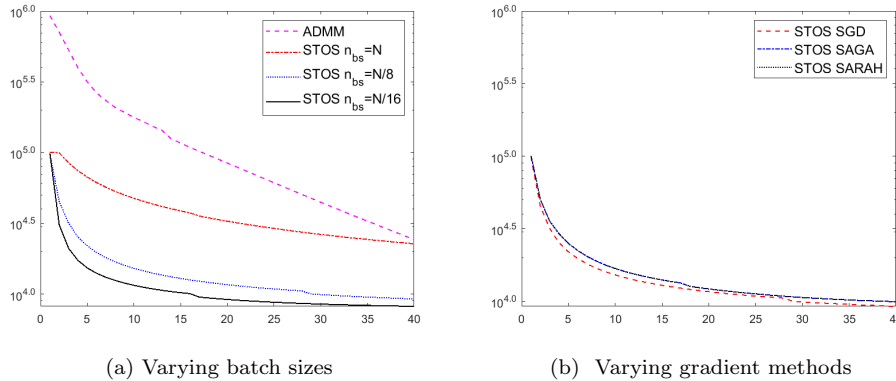 10^6.0
10^5.5
10^5.0
10^4.5
10^4.0
0 5 10 15 20 25 30 35 40
ADMM
STOS n_bs=N
STOS n_bs=N/8
STOS n_bs=N/16
(a) Varying batch sizes
10^6.0
10^5.5
10^5.0
10^4.5
10^4.0
0 5 10 15 20 25 30 35 40
STOS SGD
STOS SAGA
STOS SARAH
(b) Varying gradient methods